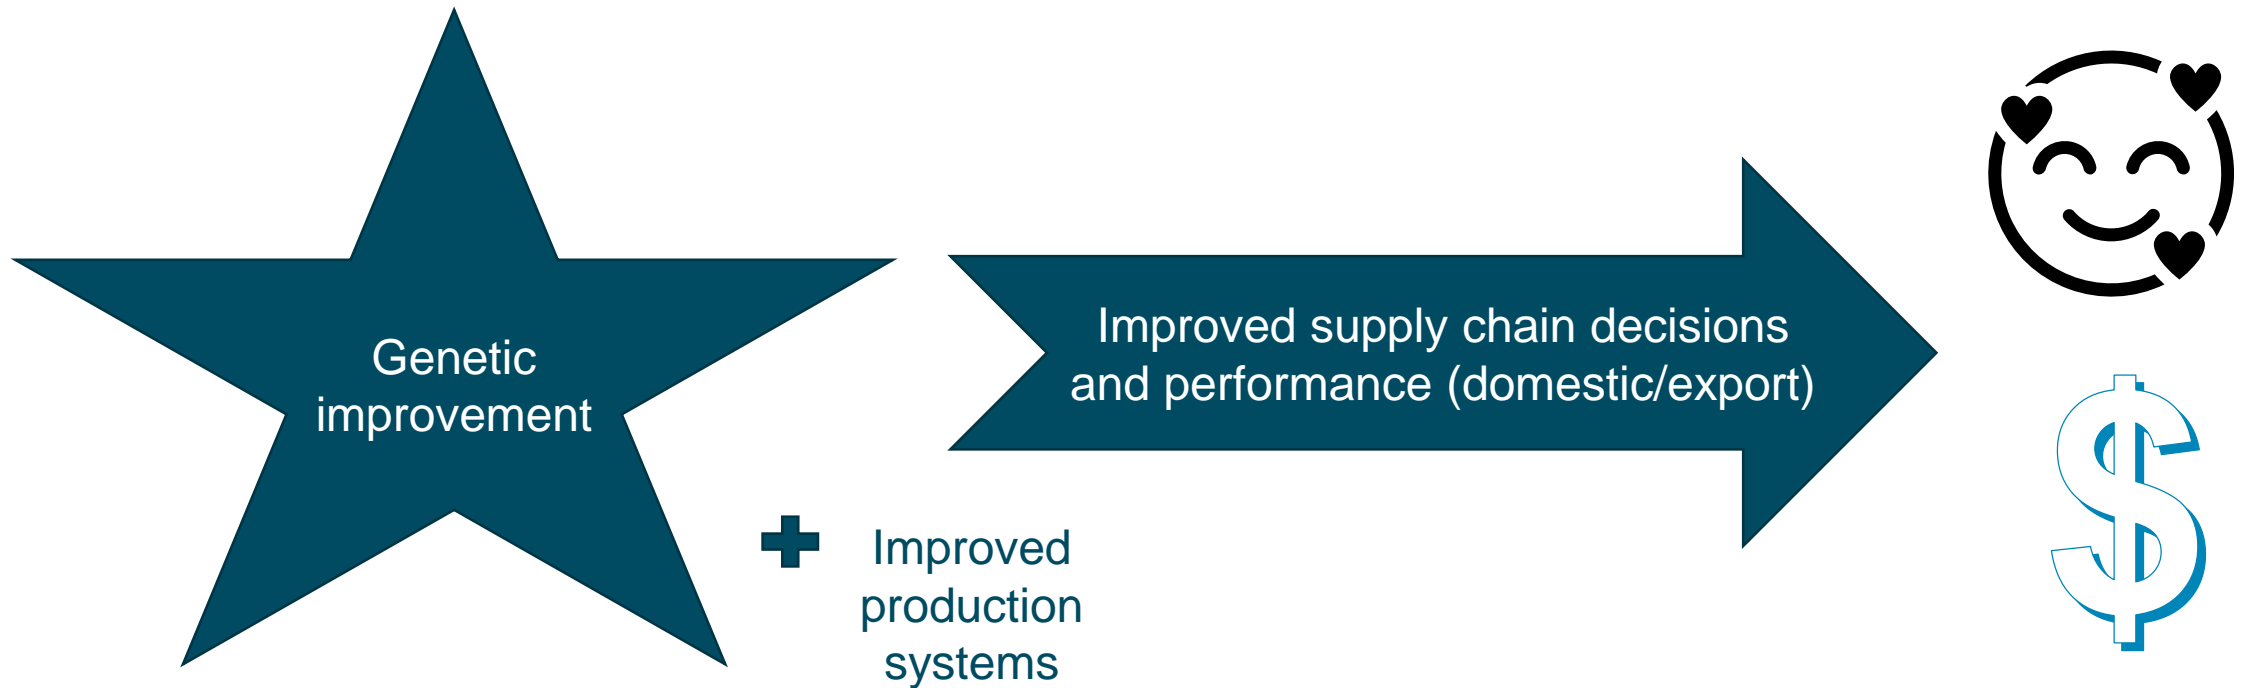 Genetic
improvement
Improved
production
systems
Improved supply chain decisions
and performance (domestic/export)
$